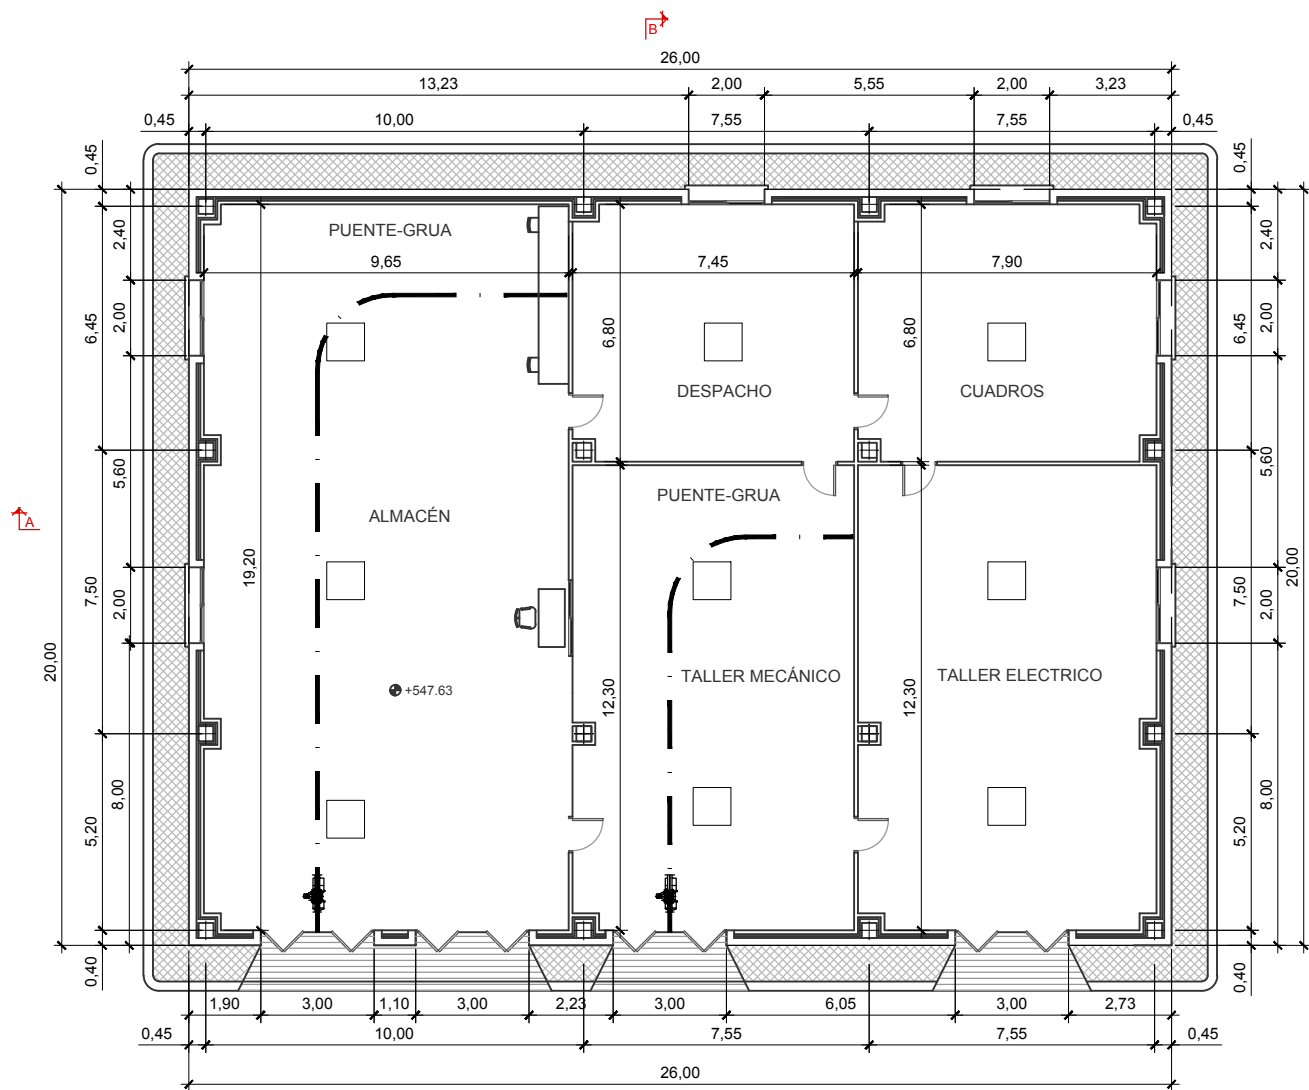 B
26,00
13,23 2,00 5,55 2,00 3,23
0,45 10,00 7,55 7,55 0,45
0,45 0,45
PUENTE-GRUA
9,65 7,45 7,90
2,40 2,40
6,45 2,00 6,80 6,80 6,45 2,00
DESPACHO CUADROS
5,60 5,60
PUENTE-GRUA
A
ALMACÉN
19,20
20,00
7,50 2,00 7,50 2,00
20,00
TALLER MECÁNICO TALLER ELECTRICO
+547.63
12,30 12,30
8,00 8,00
5,20 5,20
0,40 0,40
1,90 3,00 1,10 3,00 2,23 3,00 6,05 3,00 2,73
0,45 10,00 7,55 7,55 0,45
26,00